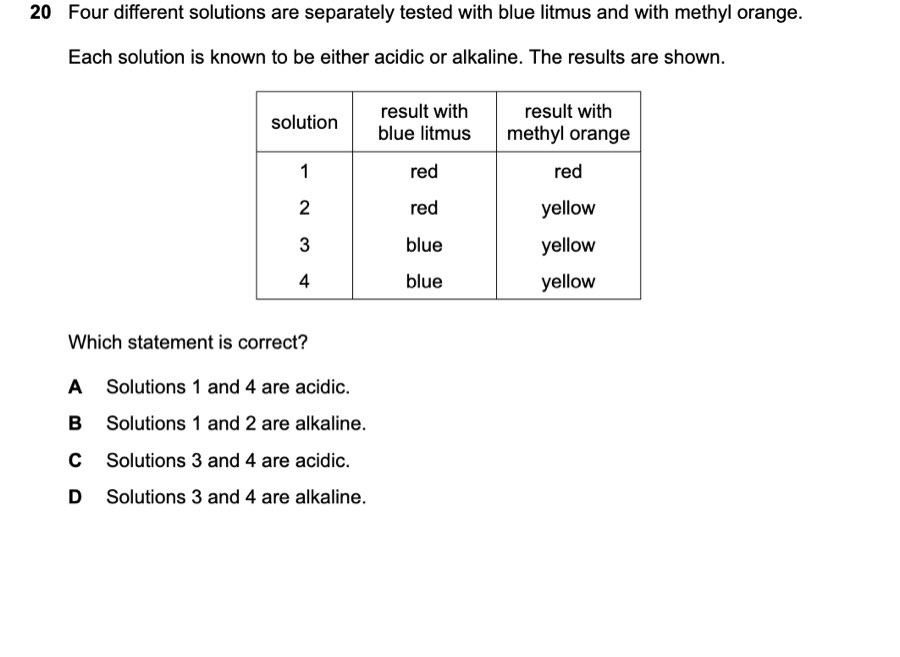 20 Four different solutions are separately tested with blue litmus and with methyl orange.
Each solution is known to be either acidic or alkaline. The results are shown.
solution result with blue litmus result with methyl orange
1 red red
2 red yellow
3 blue yellow
4 blue yellow
Which statement is correct?
A Solutions 1 and 4 are acidic.
B Solutions 1 and 2 are alkaline.
C Solutions 3 and 4 are acidic.
D Solutions 3 and 4 are alkaline.